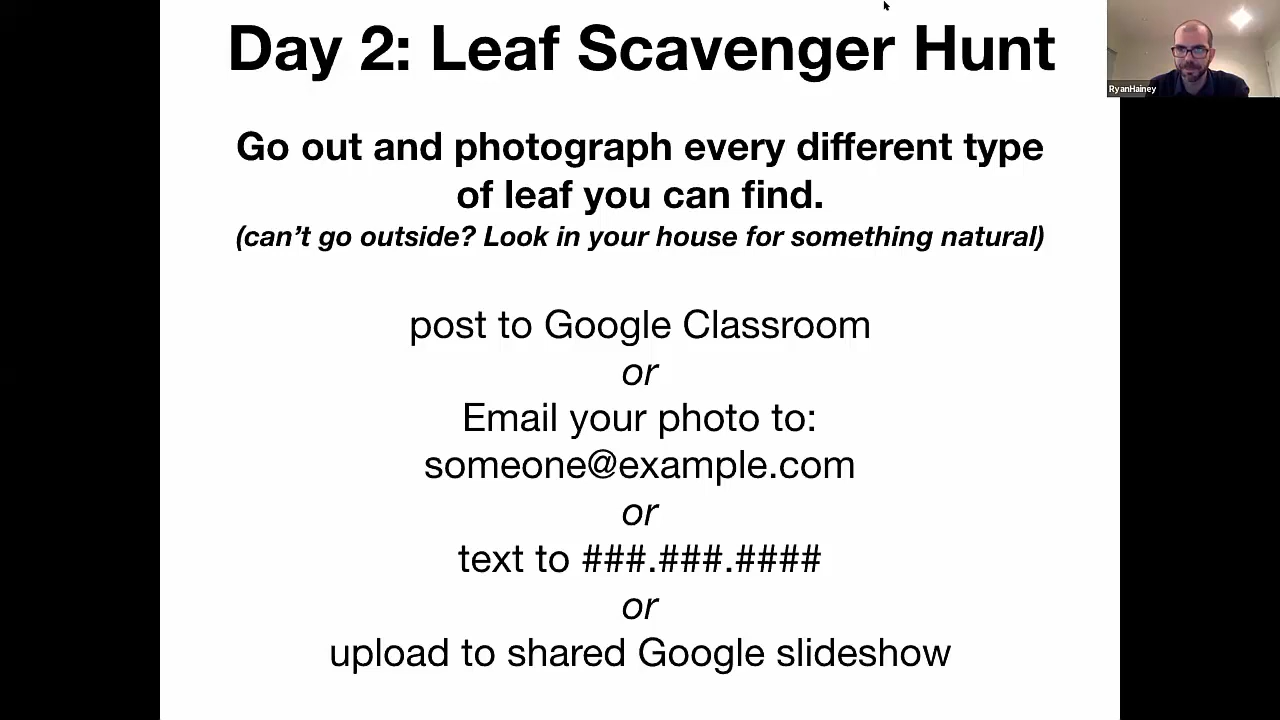 Day 2: Leaf Scavenger Hunt
RyanHainey
Go out and photograph every different type
of leaf you can find.
(can’t go outside? Look in your house for something natural)
post to Google Classroom
or
Email your photo to:
someone@example.com
or
text to ###.###.####
or
upload to shared Google slideshow